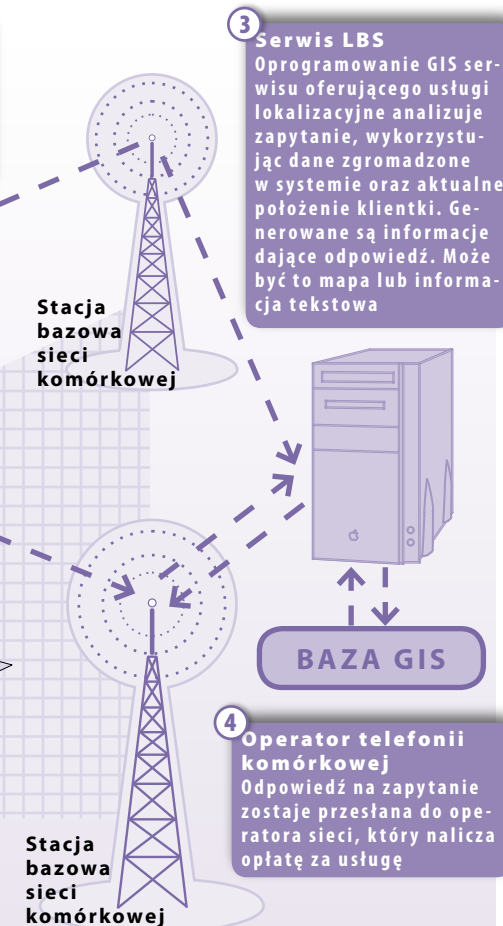 3
Serwis LBS
Oprogramowanie GIS ser-
wisu oferującego usługi
lokalizacyjne analizuje
zapytanie, wykorzystu-
jąc dane zgromadzone
w systemie oraz aktualne
położenie klientki. Ge-
nerowane są informacje
dające odpowiedź. Może
być to mapa lub informa-
cja tekstowa
Stacja
bazowa
sieci
komórkowej
BAZA GIS
4
Operator telefonii
komórkowej
Odpowiedź na zapytanie
zostaje przesłana do ope-
ratora sieci, który nalicza
opłatę za usługę
Stacja
bazowa
sieci
komórkowej